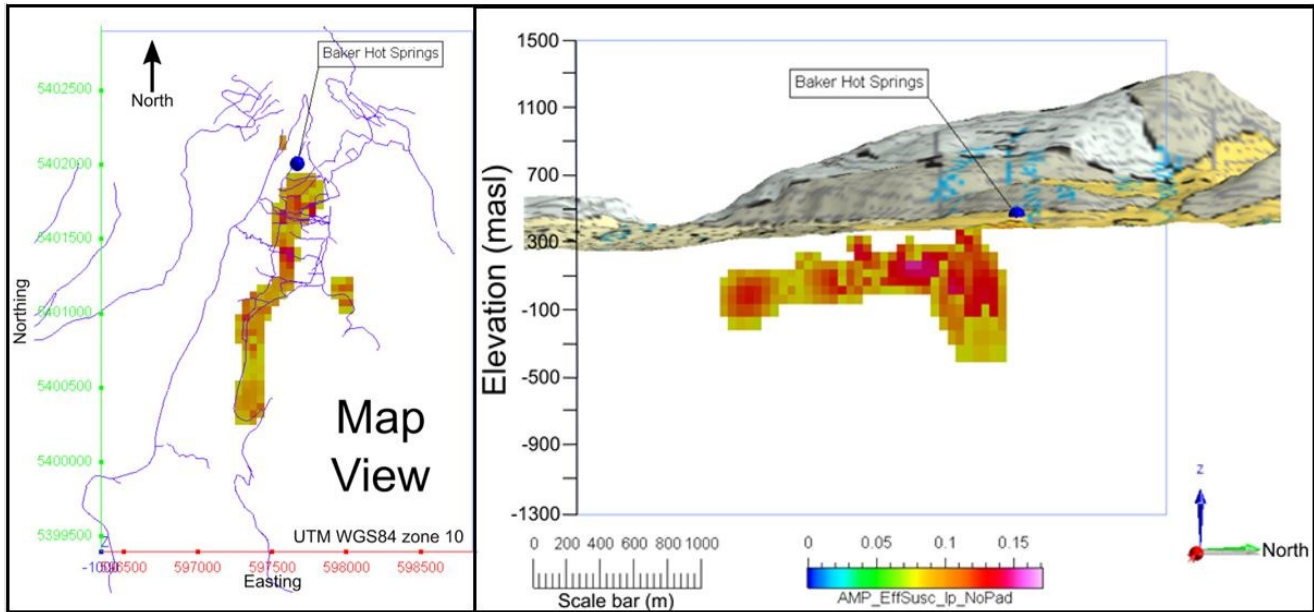 Baker Hot Springs
North
5402500
5402000
5401500
5401000
5400500
5400000
5399500
Northing
Map
View
UTM WGS84 zone 10
Z
597000
597500
598000
598500
Easting
1500
1100
700
300
-100
-500
-900
-1300
Elevation (masl)
Baker Hot Springs
0 200 400 600 800 1000
Scale bar (m)
0 0.05 0.1 0.15
AMP_EffSusc_Ip_NoPad
z
North